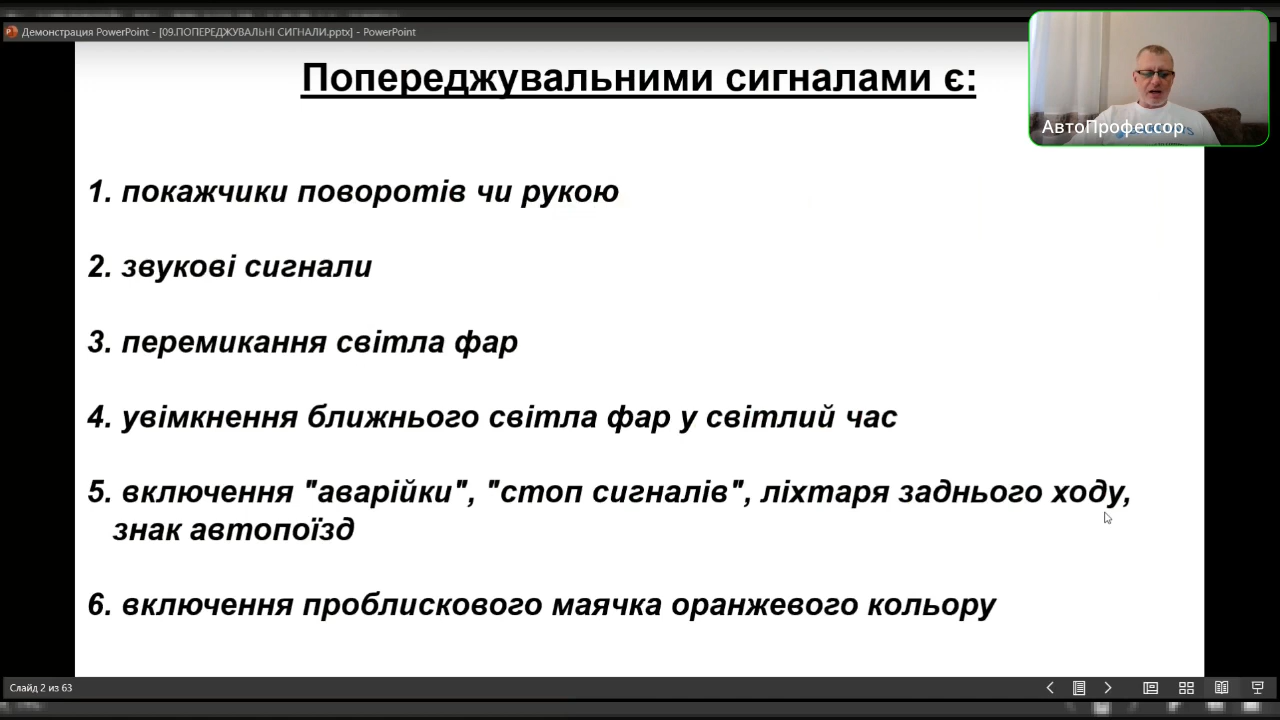 Демонстрация PowerPoint - [09.ПОПЕРЕДЖУВАЛЬНІ СИГНАЛИ.pptx] - PowerPoint
Попереджувальними сигналами є:
АвтоПрофессор
1. покажчики поворотів чи рукою
2. звукові сигнали
3. перемикання світла фар
4. увімкнення ближнього світла фар у світлий час
5. включення "аварійки", "стоп сигналів", ліхтаря заднього ходу,
знак автопоїзд
6. включення проблискового маячка оранжевого кольору
Слайд 2 из 63